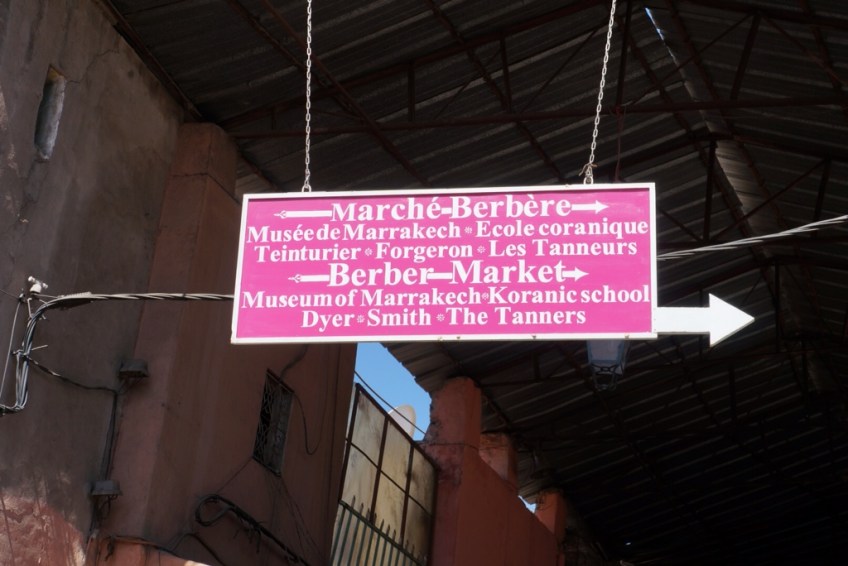 Marché-Berbère
Musée de Marrakech * Ecole coranique
Teinturier * Forgeron * Les Tanneurs
Berber-Market
Museum of Marrakech * Koranic school
Dyer * Smith * The Tanners